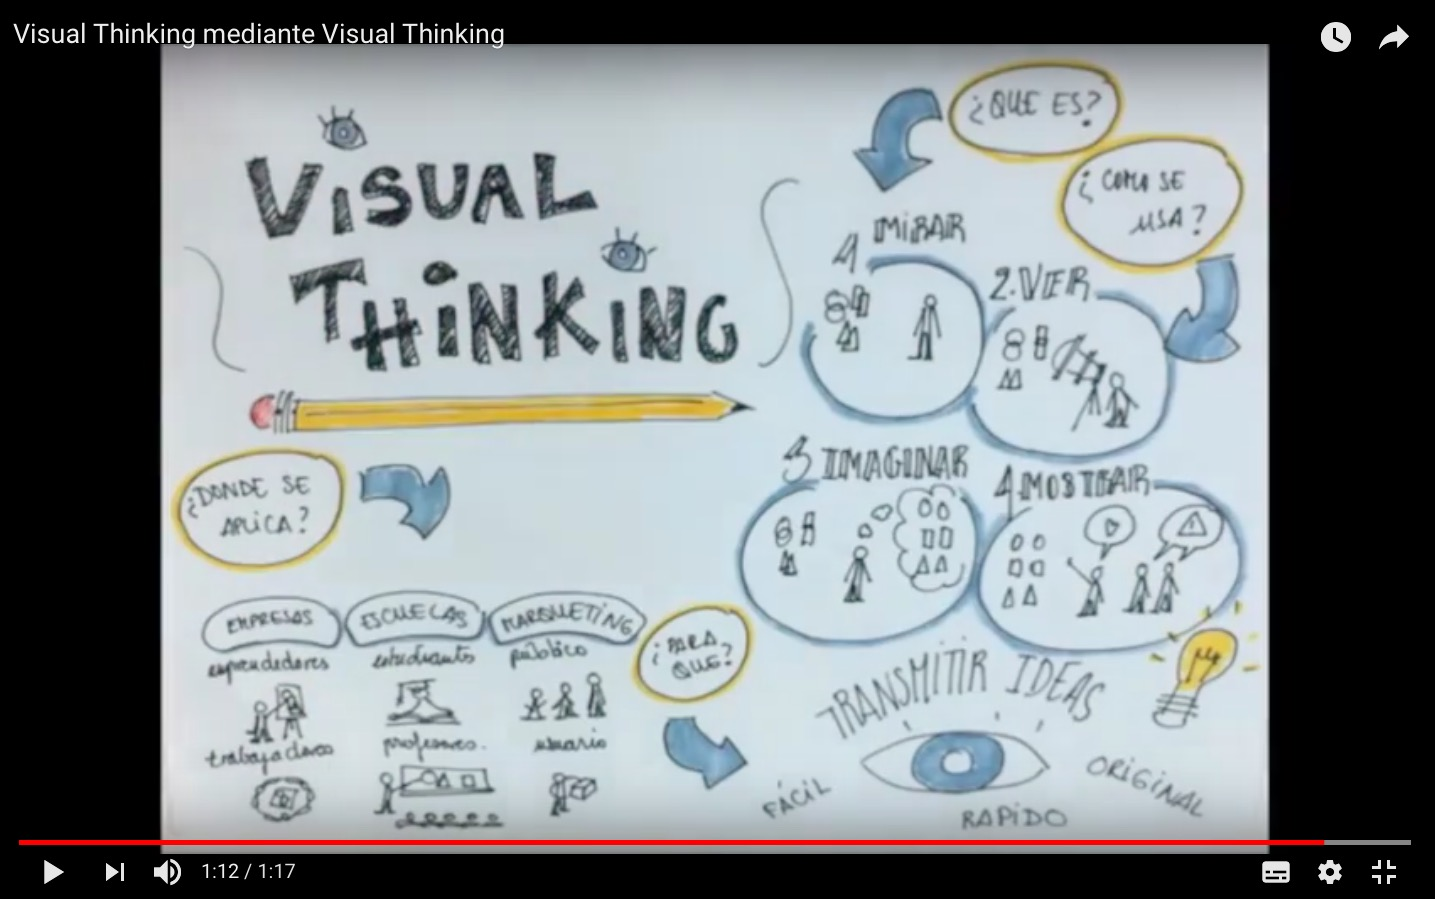 Visual Thinking mediante Visual Thinking
VISUAL
THINKING
¿QUE ES?
¿COMO SE
USA?
1 MIRAR
2. VER
3 IMAGINAR
4. MOSTRAR
¿DONDE SE
APLICA?
EMPRESAS
emprendedores
trabajadores
ESCUELAS
estudiantes
profesores.
MARQUETING
público
usuario
¿PARA
QUE?
TRANSMITIR IDEAS
FÁCIL
RAPIDO
ORIGINAL
1:12 / 1:17